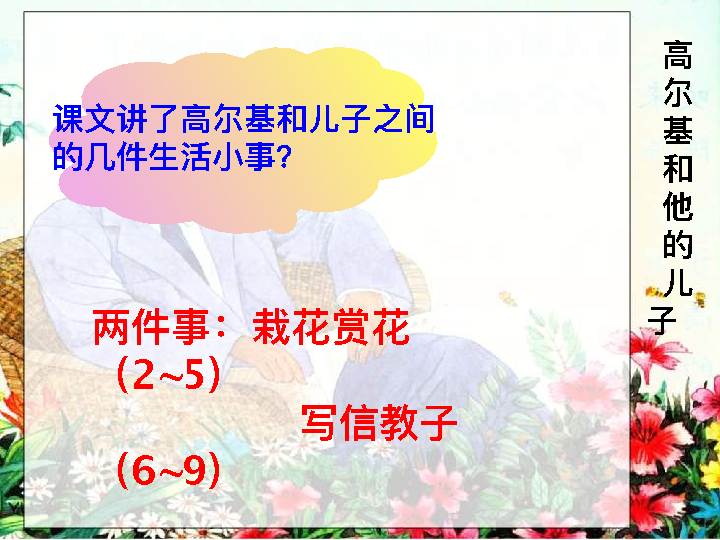 课文讲了高尔基和儿子之间
的几件生活小事?
两件事：栽花赏花
（2~5）
写信教子
（6~9）
高尔基和他的儿子